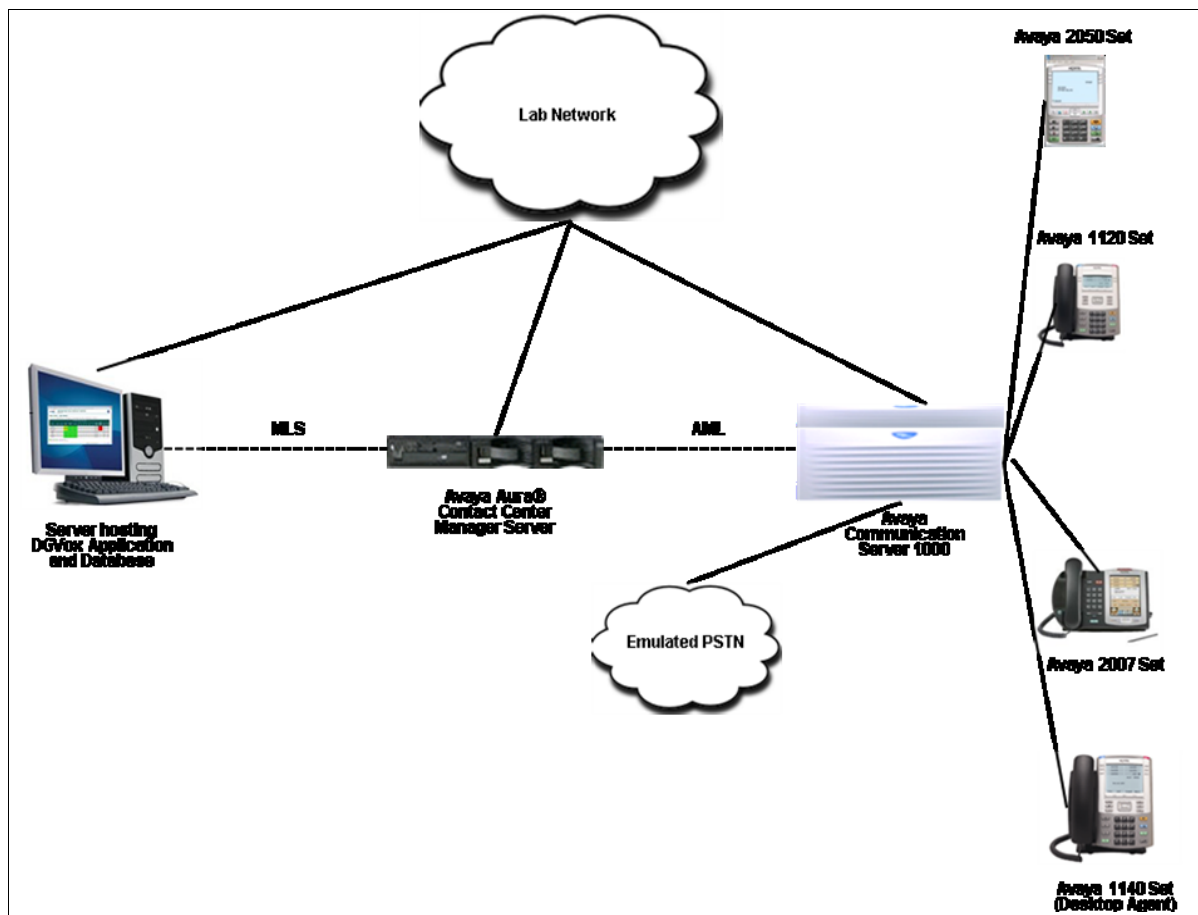 Avaya 2050 Set
Lab Network
Avaya 1120 Set
MLS
AML
Server hosting
DGVox Application
and Database
Avaya Aura®
Contact Center
Manager Server
Avaya
Communication
Server 1000
Emulated PSTN
Avaya 2007 Set
Avaya 1140 Set
(Desktop Agent)